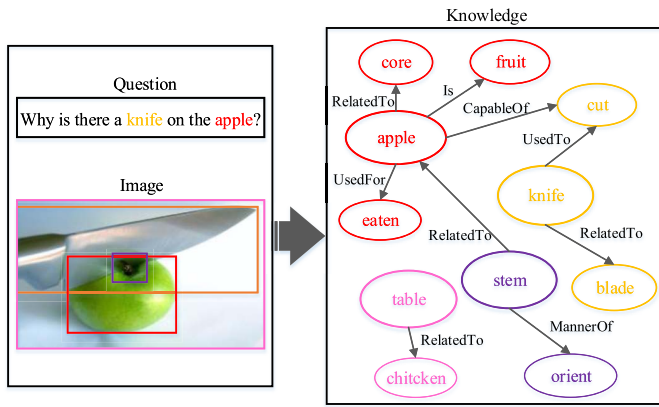 Knowledge
Question
Why is there a knife on the apple?
Image
core
fruit
RelatedTo
Is
CapableOf
cut
apple
UsedTo
UsedFor
knife
eaten
RelatedTo
RelatedTo
table
stem
blade
RelatedTo
MannerOf
chitcken
orient